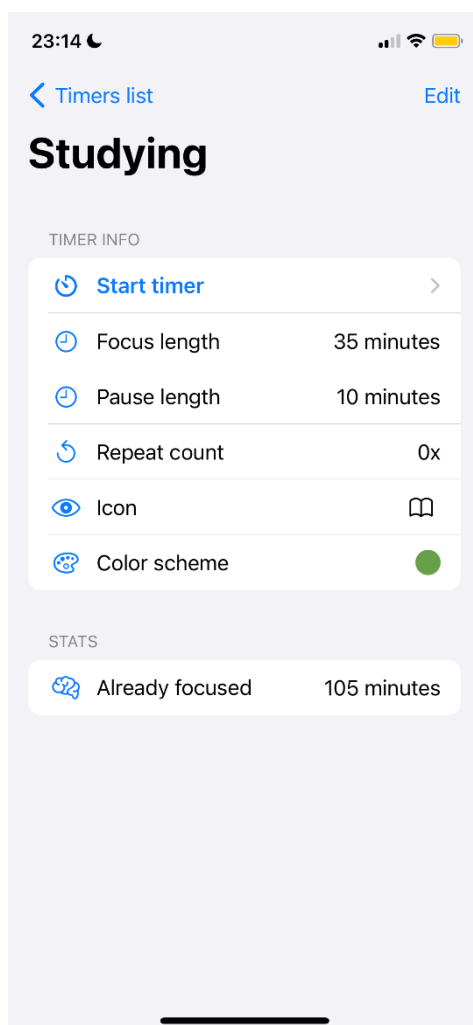 23:14
Timers list Edit
Studying
TIMER INFO
Start timer
Focus length 35 minutes
Pause length 10 minutes
Repeat count 0x
Icon
Color scheme
STATS
Already focused 105 minutes